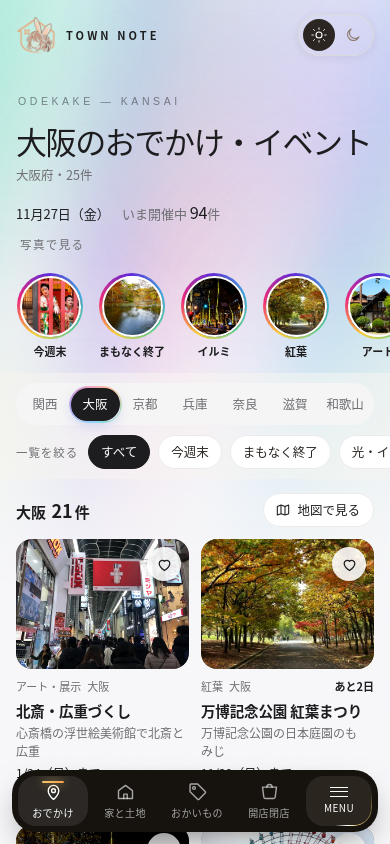 TOWN NOTE
ODEKAKE — KANSAI
大阪のおでかけ・イベント
大阪府・25件
11月27日（金） いま開催中 94件
写真で見る
今週末 まもなく終了 イルミ 紅葉 アート
関西 大阪 京都 兵庫 奈良 滋賀 和歌山
一覧を絞る すべて 今週末 まもなく終了 光・イ
大阪 21件 地図で見る
アート・展示 大阪
北斎・広重づくし
心斎橋の浮世絵美術館で北斎と
広重
紅葉 大阪 あと2日
万博記念公園 紅葉まつり
万博記念公園の日本庭園のも
みじ
おでかけ 家と土地 おかいもの 開店閉店 MENU